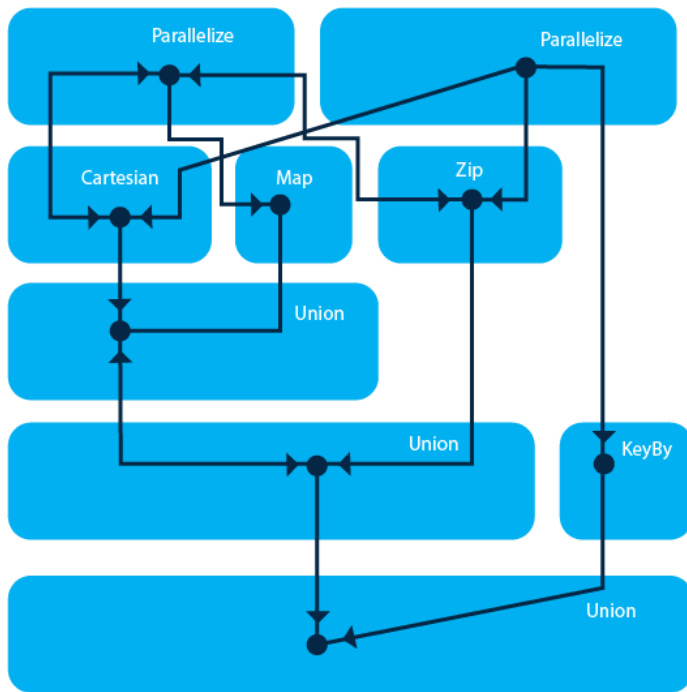 Parallelize
Parallelize
Cartesian
Map
Zip
Union
Union
KeyBy
Union